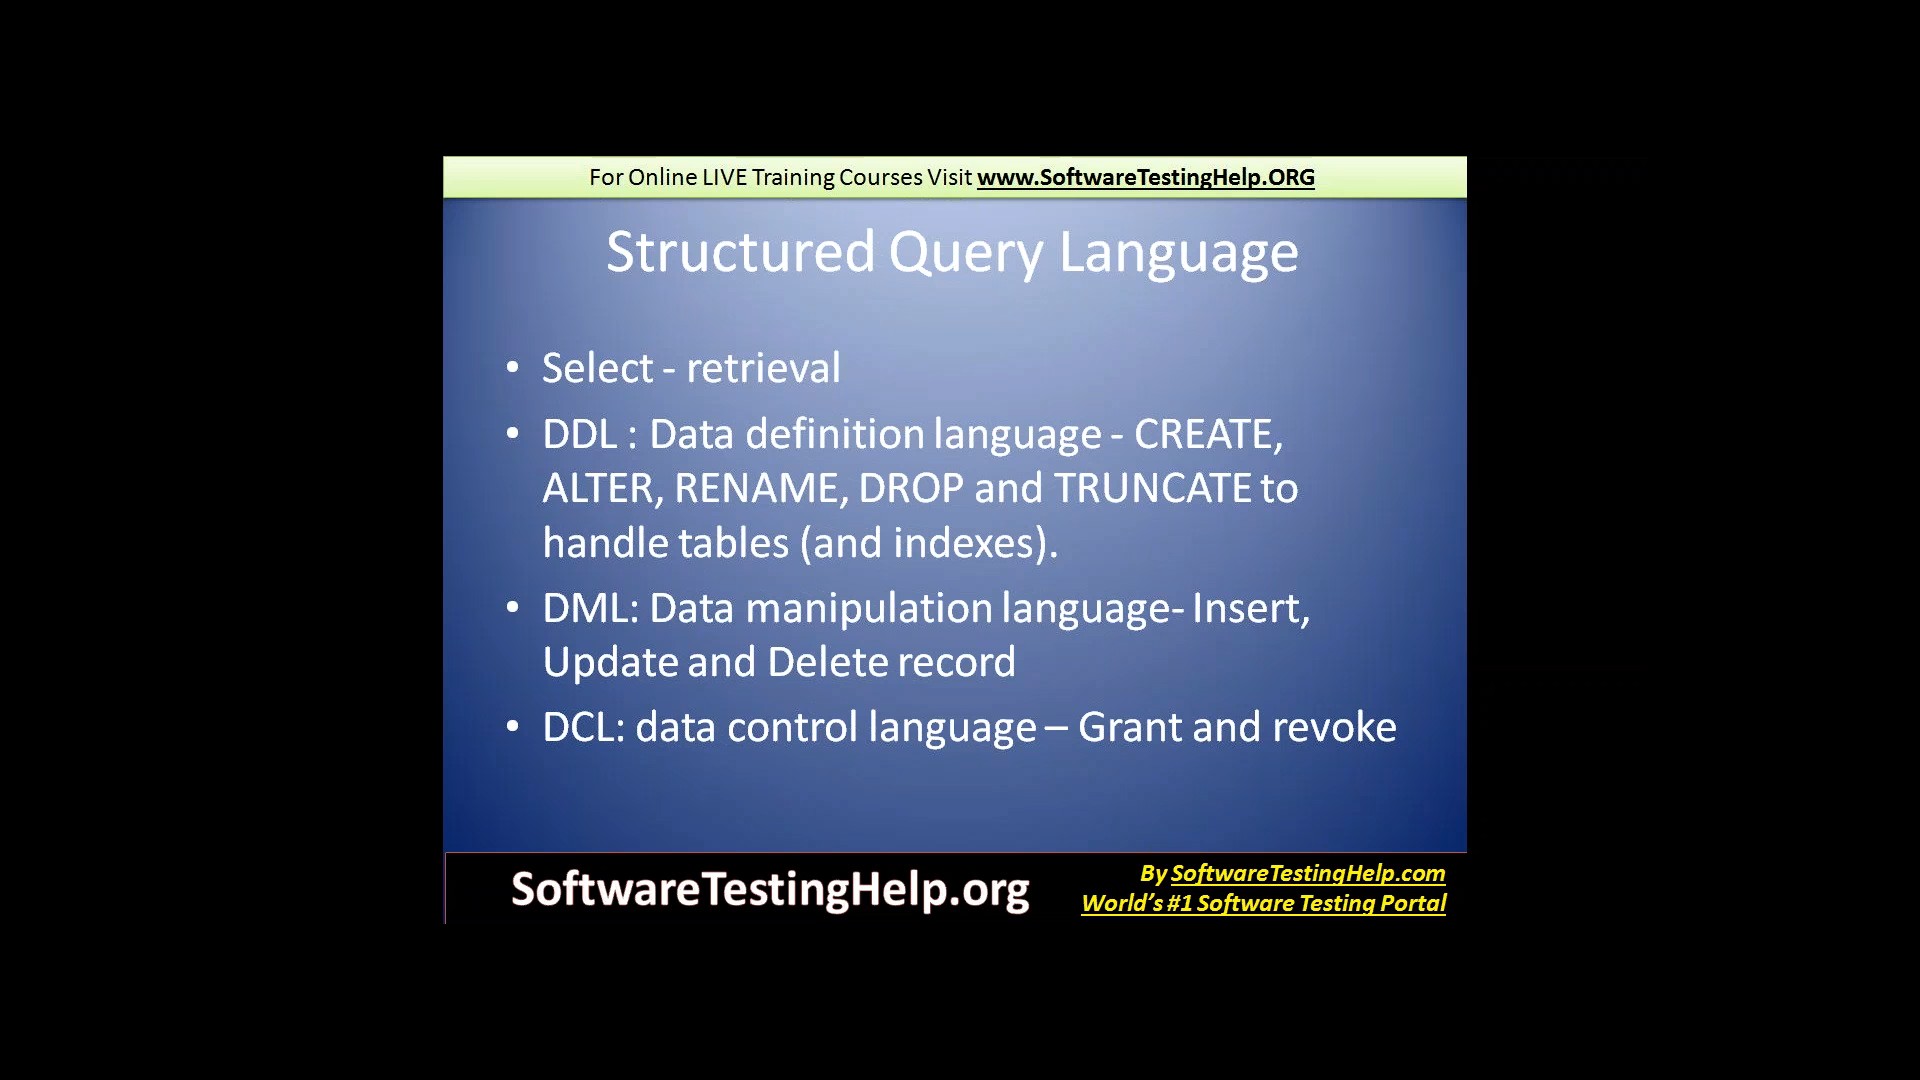 For Online LIVE Training Courses Visit www.SoftwareTestingHelp.ORG
Structured Query Language
• Select - retrieval
• DDL : Data definition language - CREATE,
ALTER, RENAME, DROP and TRUNCATE to
handle tables (and indexes).
• DML: Data manipulation language- Insert,
Update and Delete record
• DCL: data control language – Grant and revoke
SoftwareTestingHelp.org
By SoftwareTestingHelp.com
World’s #1 Software Testing Portal